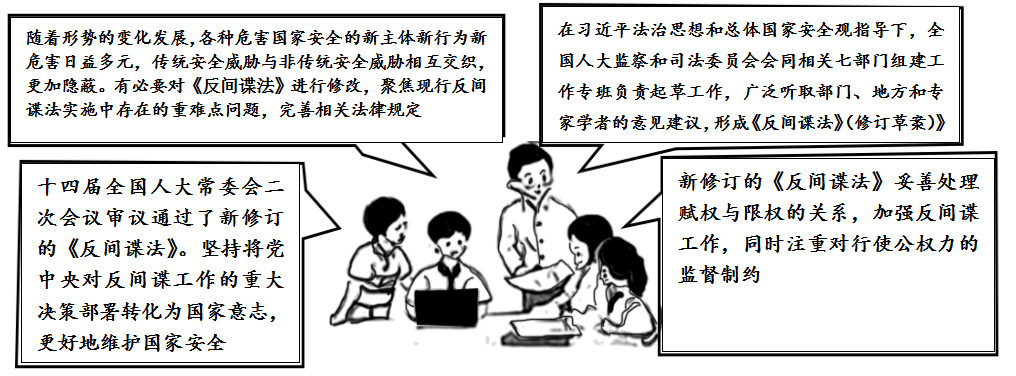 随着形势的变化发展,各种危害国家安全的新主体新行为新
危害日益多元，传统安全威胁与非传统安全威胁相互交织，
更加隐蔽。有必要对《反间谍法》进行修改，聚焦现行反间
谍法实施中存在的重难点问题，完善相关法律规定
在习近平法治思想和总体国家安全观指导下，全
国人大监察和司法委员会会同相关七部门组建工
作专班负责起草工作，广泛听取部门、地方和专
家学者的意见建议,形成《反间谍法》(修订草案)》
十四届全国人大常委会二
次会议审议通过了新修订
的《反间谍法》。坚持将党
中央对反间谍工作的重大
决策部署转化为国家意志，
更好地维护国家安全
新修订的《反间谍法》妥善处理
赋权与限权的关系，加强反间谍
工作，同时注重对行使公权力的
监督制约